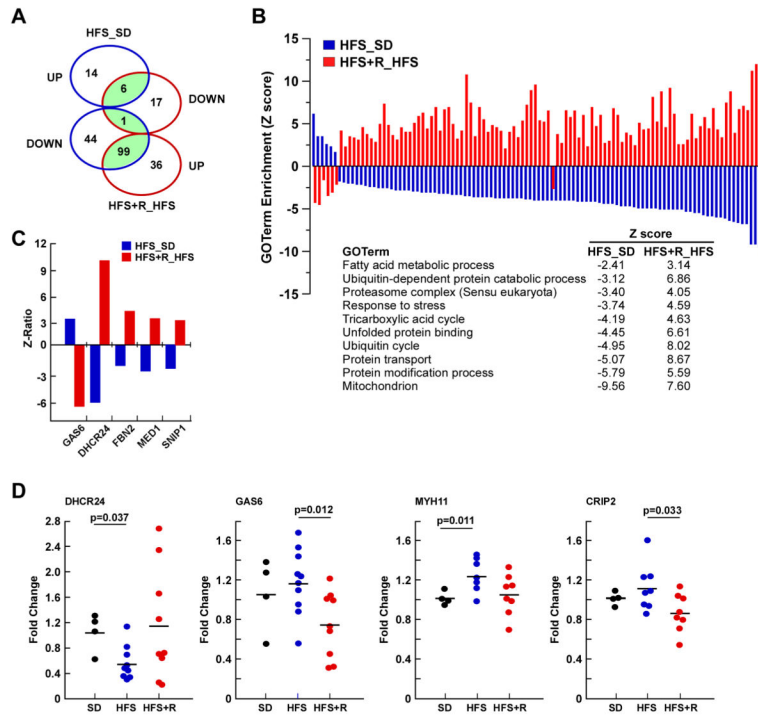 A
HFS_SD
UP
14
6
17
DOWN
1
DOWN
44
99
36
UP
HFS+R_HFS
B
HFS_SD
HFS+R_HFS
GOTerm Enrichment (Z score)
15
10
5
0
-5
-10
-15
Z score
GOTerm HFS_SD HFS+R_HFS
Fatty acid metabolic process -2.41 3.14
Ubiquitin-dependent protein catabolic process -3.12 6.86
Proteasome complex (Sensu eukaryota) -3.40 4.05
Response to stress -3.74 4.59
Tricarboxylic acid cycle -4.19 4.63
Unfolded protein binding -4.45 6.61
Ubiquitin cycle -4.95 8.02
Protein transport -5.07 8.67
Protein modification process -5.79 5.59
Mitochondrion -9.56 7.60
C
HFS_SD
HFS+R_HFS
Z-Ratio
12
9
6
3
0
-3
-6
GAS6
DHCR24
FBN2
MED1
SNIP1
D
DHCR24
p=0.037
Fold Change
2.8
2.4
2.0
1.6
1.2
0.8
0.4
0
SD HFS HFS+R
GAS6
p=0.012
Fold Change
1.6
1.2
0.8
0.4
0
SD HFS HFS+R
MYH11
p=0.011
Fold Change
1.6
1.2
0.8
0.4
0
SD HFS HFS+R
CRIP2
p=0.033
Fold Change
1.6
1.2
0.8
0.4
0
SD HFS HFS+R